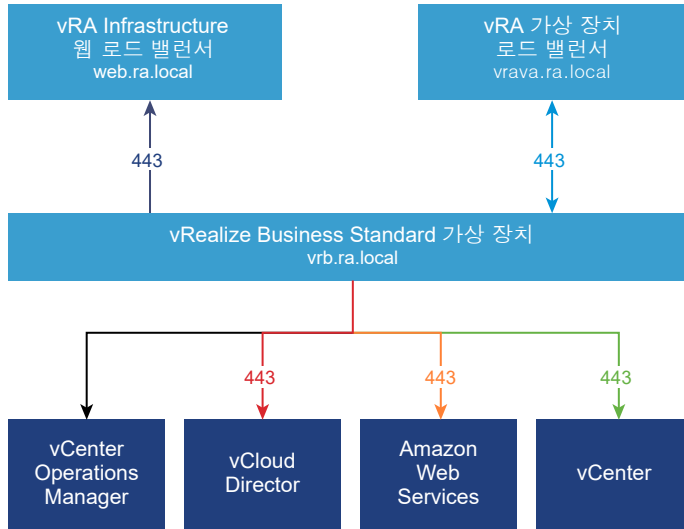 vRA Infrastructure
웹 로드 밸런서
web.ra.local
vRA 가상 장치
로드 밸런서
vrava.ra.local
443
443
vRealize Business Standard 가상 장치
vrb.ra.local
443
443
443
vCenter
Operations
Manager
vCloud
Director
Amazon
Web
Services
vCenter